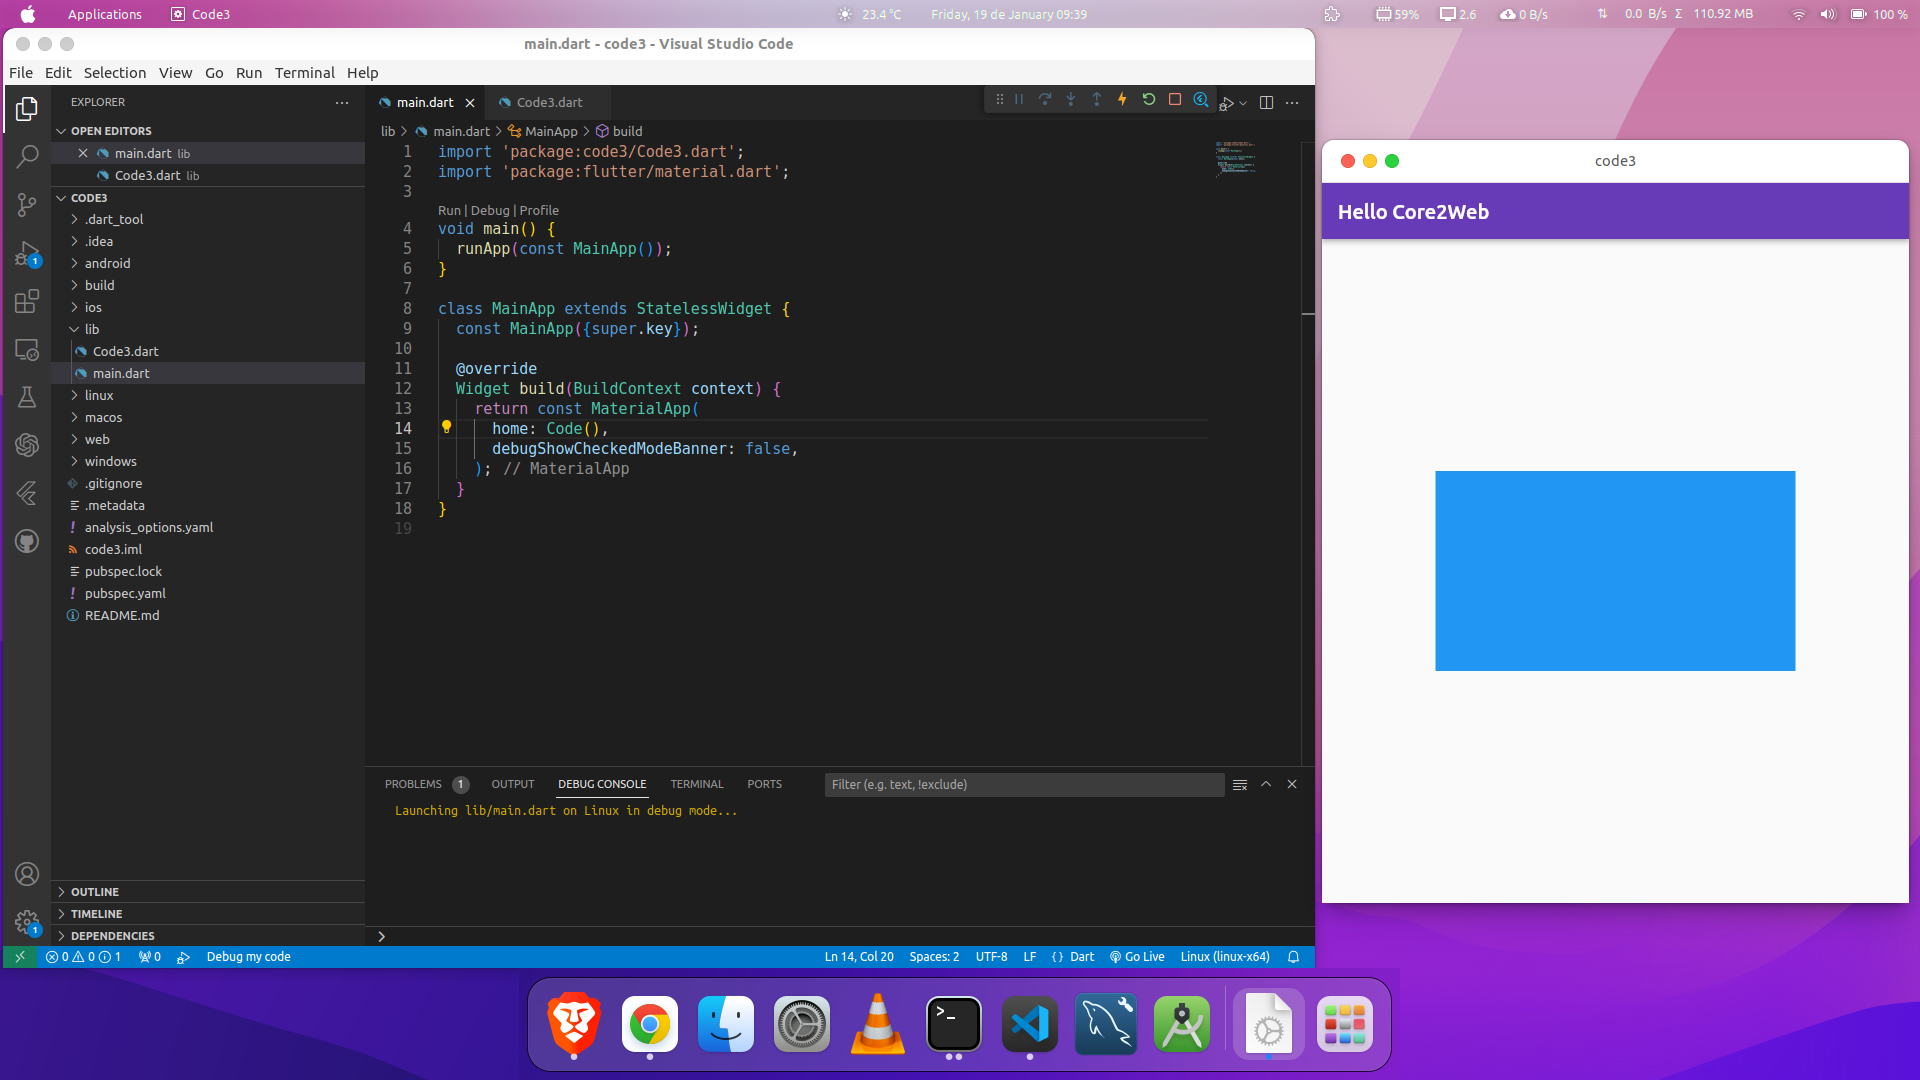 Applications Code3 23.4 °C Friday, 19 de January 09:39 59% 2.6 0 B/s 0.0 B/s Σ 110.92 MB 100 %
main.dart - code3 - Visual Studio Code
File Edit Selection View Go Run Terminal Help
EXPLORER
OPEN EDITORS
main.dart lib
Code3.dart lib
CODE3
.dart_tool
.idea
android
build
ios
lib
Code3.dart
main.dart
linux
macos
web
windows
.gitignore
.metadata
analysis_options.yaml
code3.iml
pubspec.lock
pubspec.yaml
README.md
OUTLINE
TIMELINE
DEPENDENCIES
1
1
main.dart Code3.dart
lib > main.dart > MainApp > build
1 import 'package:code3/Code3.dart';
2 import 'package:flutter/material.dart';
3
Run | Debug | Profile
4 void main() {
5 runApp(const MainApp());
6 }
7
8 class MainApp extends StatelessWidget {
9 const MainApp({super.key});
10
11 @override
12 Widget build(BuildContext context) {
13 return const MaterialApp(
14 home: Code(),
15 debugShowCheckedModeBanner: false,
16 ); // MaterialApp
17 }
18 }
19
PROBLEMS 1 OUTPUT DEBUG CONSOLE TERMINAL PORTS Filter (e.g. text, !exclude)
Launching lib/main.dart on Linux in debug mode...
>
0 0 1 0 Debug my code Ln 14, Col 20 Spaces: 2 UTF-8 LF {} Dart Go Live Linux (linux-x64)
code3
Hello Core2Web
>_